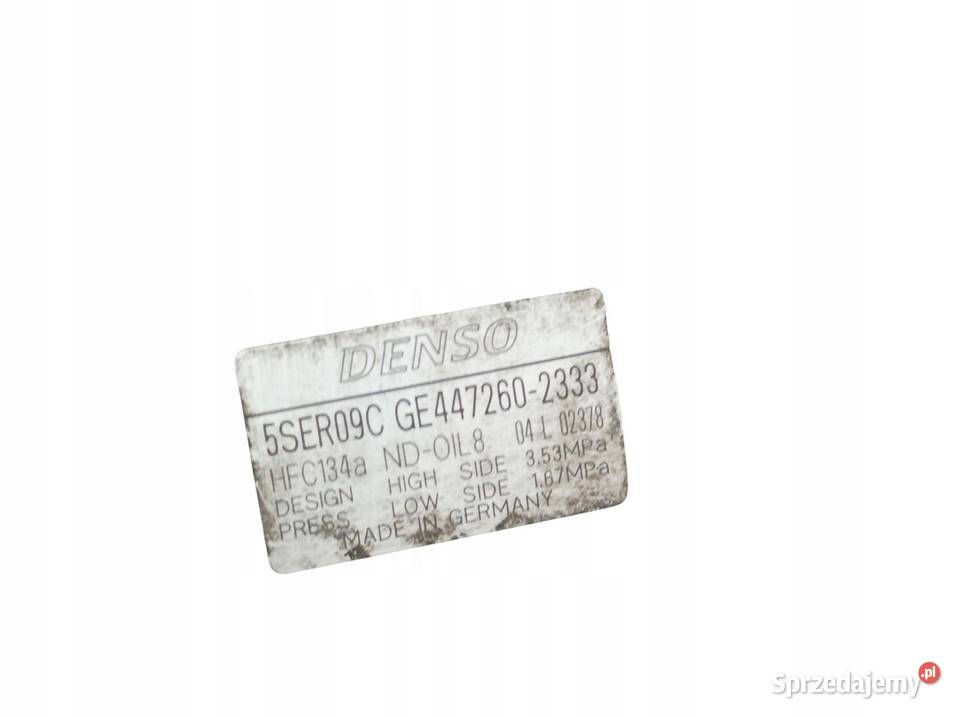 DENSO
5SER09C GE447260-2333
HFC134a ND-OIL8 04 L 02378
DESIGN HIGH SIDE 3.53MPa
PRESS LOW SIDE 1.67MPa
MADE IN GERMANY
Sprzedajemy.pl